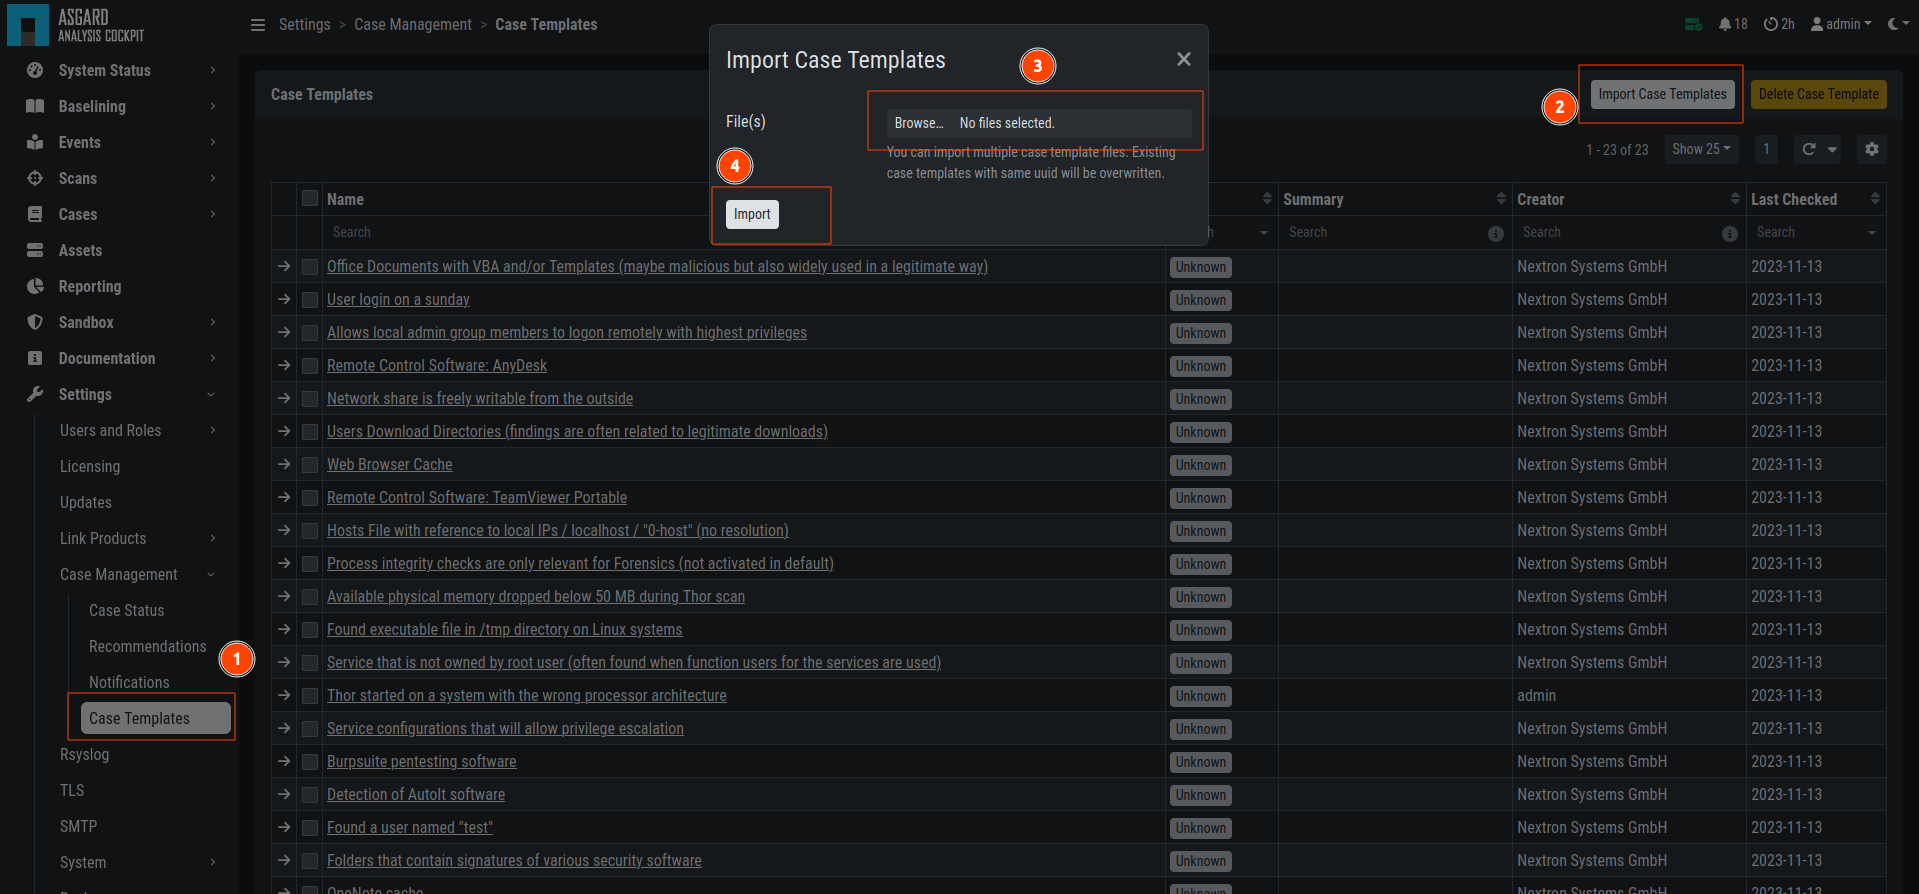 ASGARD
ANALYSIS COCKPIT
Settings > Case Management > Case Templates
18 2h admin
System Status
Baselining
Events
Scans
Cases
Assets
Reporting
Sandbox
Documentation
Settings
Users and Roles
Licensing
Updates
Link Products
Case Management
Case Status
Recommendations
1
Notifications
Case Templates
Rsyslog
TLS
SMTP
System
Case Templates
2
Import Case Templates
Delete Case Template
Import Case Templates
3
File(s)
Browse... No files selected.
You can import multiple case template files. Existing
case templates with same uuid will be overwritten.
4
Import
1 - 23 of 23 Show 25 1
Name Summary Creator Last Checked
Search Search Search Search
Office Documents with VBA and/or Templates (maybe malicious but also widely used in a legitimate way) Unknown Nextron Systems GmbH 2023-11-13
User login on a sunday Unknown Nextron Systems GmbH 2023-11-13
Allows local admin group members to logon remotely with highest privileges Unknown Nextron Systems GmbH 2023-11-13
Remote Control Software: AnyDesk Unknown Nextron Systems GmbH 2023-11-13
Network share is freely writable from the outside Unknown Nextron Systems GmbH 2023-11-13
Users Download Directories (findings are often related to legitimate downloads) Unknown Nextron Systems GmbH 2023-11-13
Web Browser Cache Unknown Nextron Systems GmbH 2023-11-13
Remote Control Software: TeamViewer Portable Unknown Nextron Systems GmbH 2023-11-13
Hosts File with reference to local IPs / localhost / "0-host" (no resolution) Unknown Nextron Systems GmbH 2023-11-13
Process integrity checks are only relevant for Forensics (not activated in default) Unknown Nextron Systems GmbH 2023-11-13
Available physical memory dropped below 50 MB during Thor scan Unknown Nextron Systems GmbH 2023-11-13
Found executable file in /tmp directory on Linux systems Unknown Nextron Systems GmbH 2023-11-13
Service that is not owned by root user (often found when function users for the services are used) Unknown Nextron Systems GmbH 2023-11-13
Thor started on a system with the wrong processor architecture Unknown admin 2023-11-13
Service configurations that will allow privilege escalation Unknown Nextron Systems GmbH 2023-11-13
Burpsuite pentesting software Unknown Nextron Systems GmbH 2023-11-13
Detection of AutoIt software Unknown Nextron Systems GmbH 2023-11-13
Found a user named "test" Unknown Nextron Systems GmbH 2023-11-13
Folders that contain signatures of various security software Unknown Nextron Systems GmbH 2023-11-13
OneNote cache Unknown Nextron Systems GmbH 2023-11-13